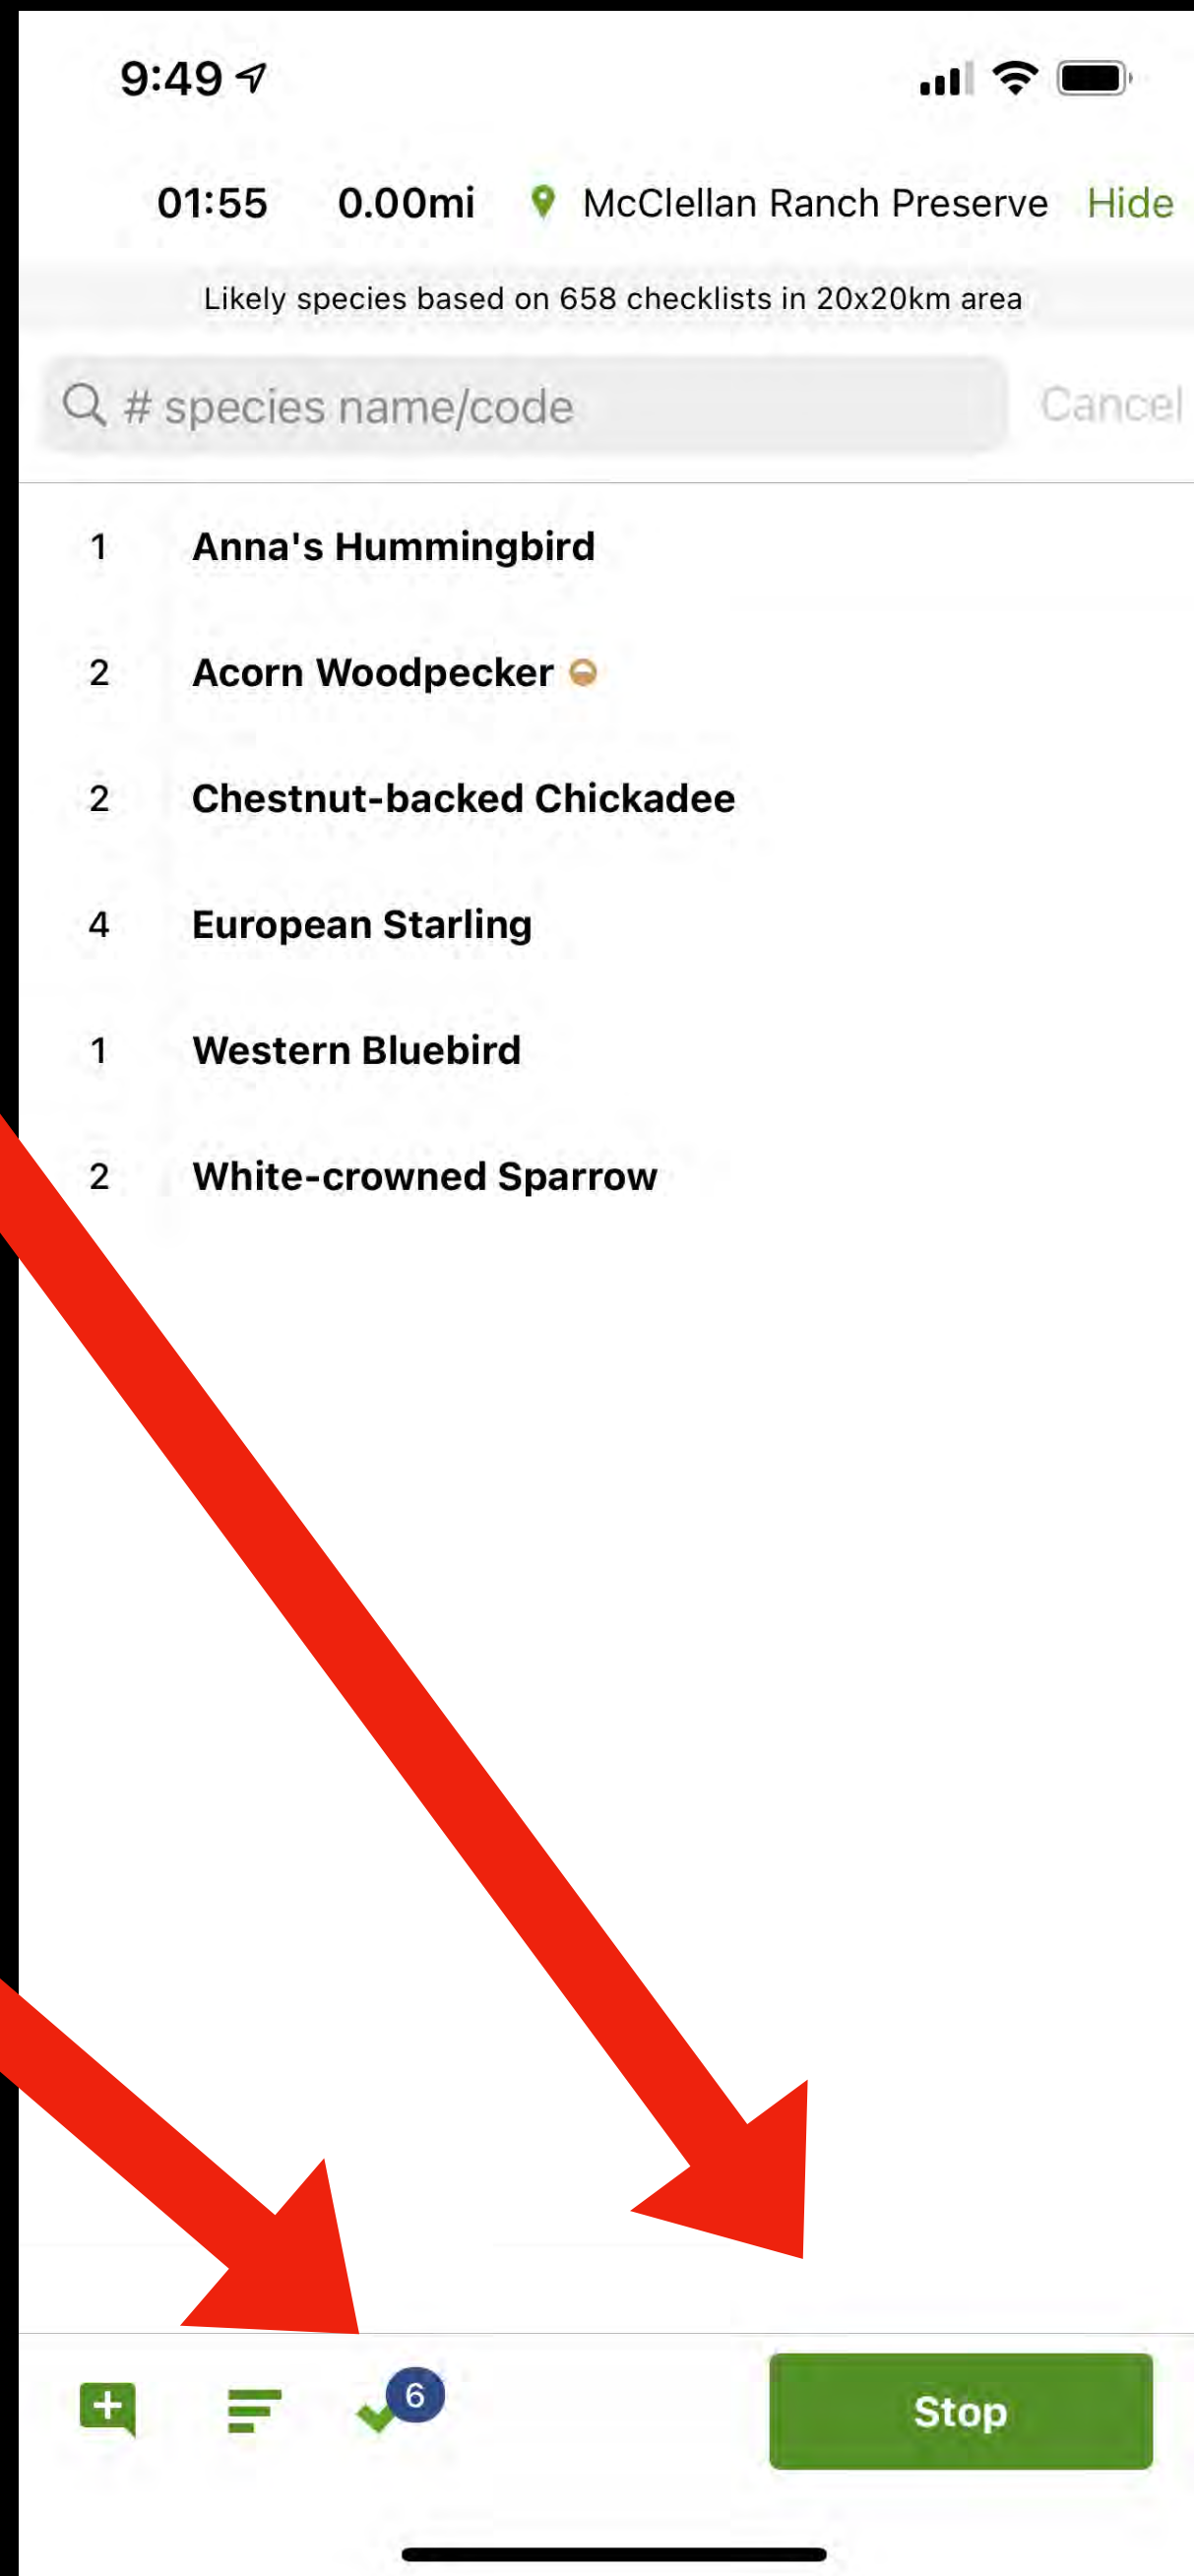 9:49
01:55 0.00mi McClellan Ranch Preserve Hide
Likely species based on 658 checklists in 20x20km area
# species name/code Cancel
1 Anna's Hummingbird
2 Acorn Woodpecker
2 Chestnut-backed Chickadee
4 European Starling
1 Western Bluebird
2 White-crowned Sparrow
6
Stop